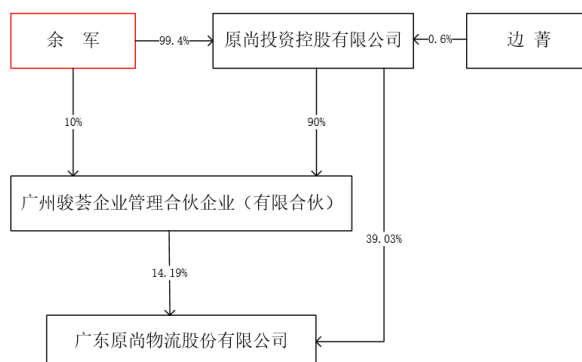 余 军
99.4%
原尚投资控股有限公司
0.6%
边 菁
10%
90%
广州骏荟企业管理合伙企业（有限合伙）
39.03%
14.19%
广东原尚物流股份有限公司